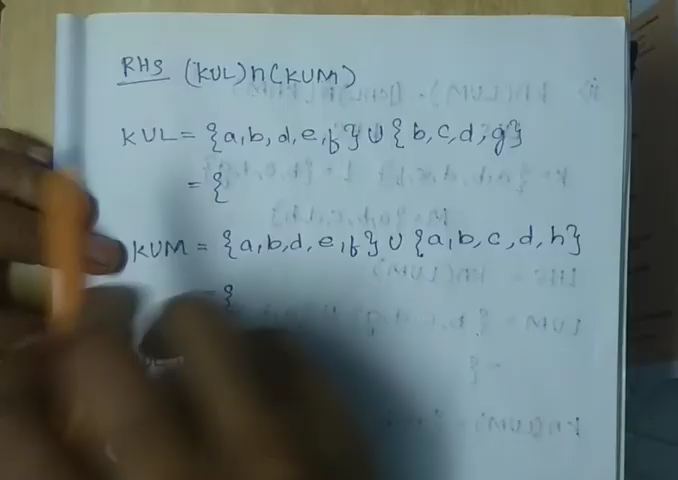 RHS (KUL)∩(KUM)
KUL = {a,b,d,e,f} ∪ {b,c,d,g}
= {
KUM = {a,b,d,e,f} ∪ {a,b,c,d,h}
= {